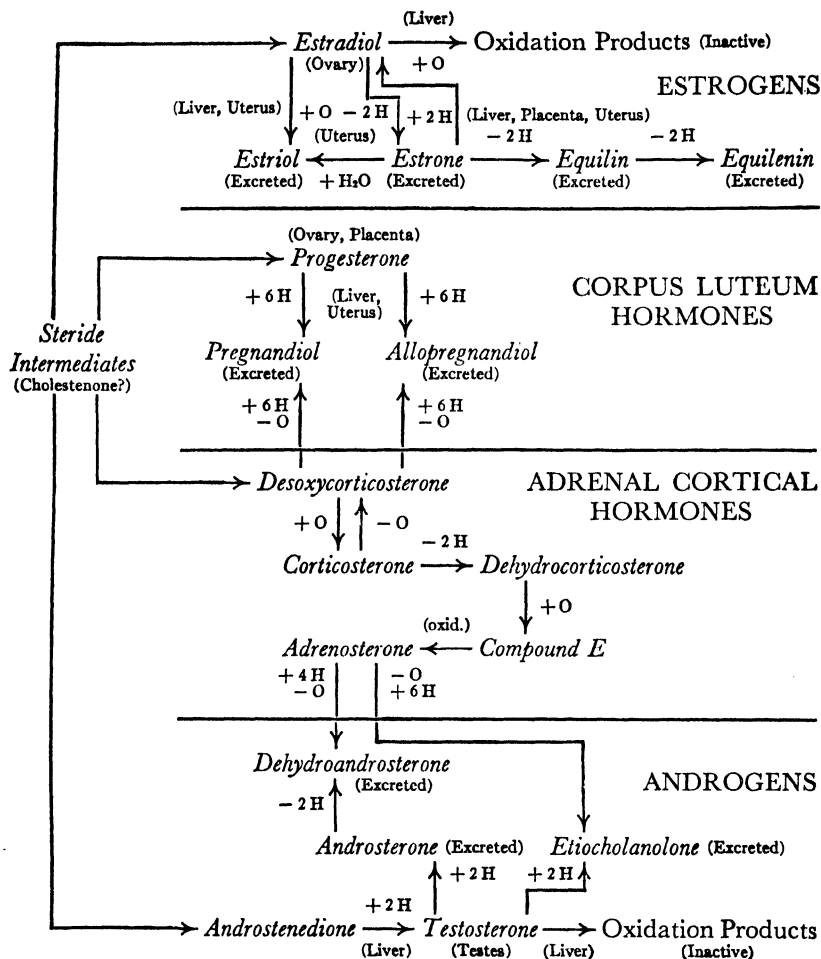 (Liver)
Estradiol Oxidation Products (Inactive)
(Ovary) + O
ESTROGENS
(Liver, Uterus) + O − 2 H + 2 H (Liver, Placenta, Uterus)
(Uterus) − 2 H − 2 H
Estriol Estrone Equilin Equilenin
(Excreted) + H₂O (Excreted) (Excreted) (Excreted)
(Ovary, Placenta)
Progesterone
CORPUS LUTEUM
HORMONES
+ 6 H (Liver, + 6 H
Uterus)
Steride
Intermediates
(Cholestenone?)
Pregnandiol Allopregnandiol
(Excreted) (Excreted)
+ 6 H + 6 H
− O − O
Desoxycorticosterone
ADRENAL CORTICAL
HORMONES
+ O − O
− 2 H
Corticosterone Dehydrocorticosterone
+ O
(oxid.)
Adrenosterone Compound E
+ 4 H − O
− O + 6 H
Dehydroandrosterone
(Excreted)
ANDROGENS
− 2 H
Androsterone (Excreted) Etiocholanolone (Excreted)
+ 2 H + 2 H
+ 2 H
Androstenedione Testosterone Oxidation Products
(Liver) (Testes) (Liver) (Inactive)